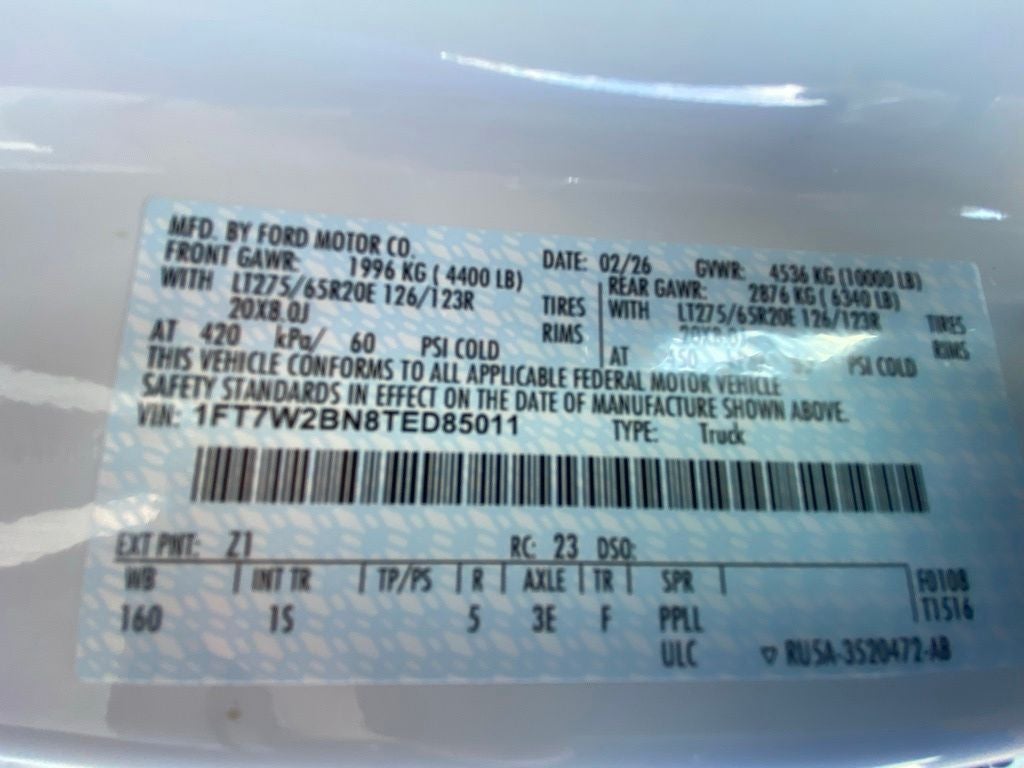 MFD. BY FORD MOTOR CO.
DATE: 02/26 GVWR: 4536 KG (10000 LB)
FRONT GAWR: 1996 KG ( 4400 LB)
REAR GAWR: 2876 KG ( 6340 LB)
WITH LT275/65R20E 126/123R TIRES
WITH LT275/65R20E 126/123R TIRES
20X8.0J RIMS
20X8.0J RIMS
AT 420 kPa/ 60 PSI COLD
AT PSI COLD
THIS VEHICLE CONFORMS TO ALL APPLICABLE FEDERAL MOTOR VEHICLE
SAFETY STANDARDS IN EFFECT ON THE DATE OF MANUFACTURE SHOWN ABOVE.
VIN: 1FT7W2BN8TED85011 TYPE: Truck
EXT PNT: Z1 RC: 23 DSO:
WB INT TR TP/PS R AXLE TR SPR F0108
160 1S 5 3E F PPLL T1516
ULC ▽ RU5A-3520472-AB